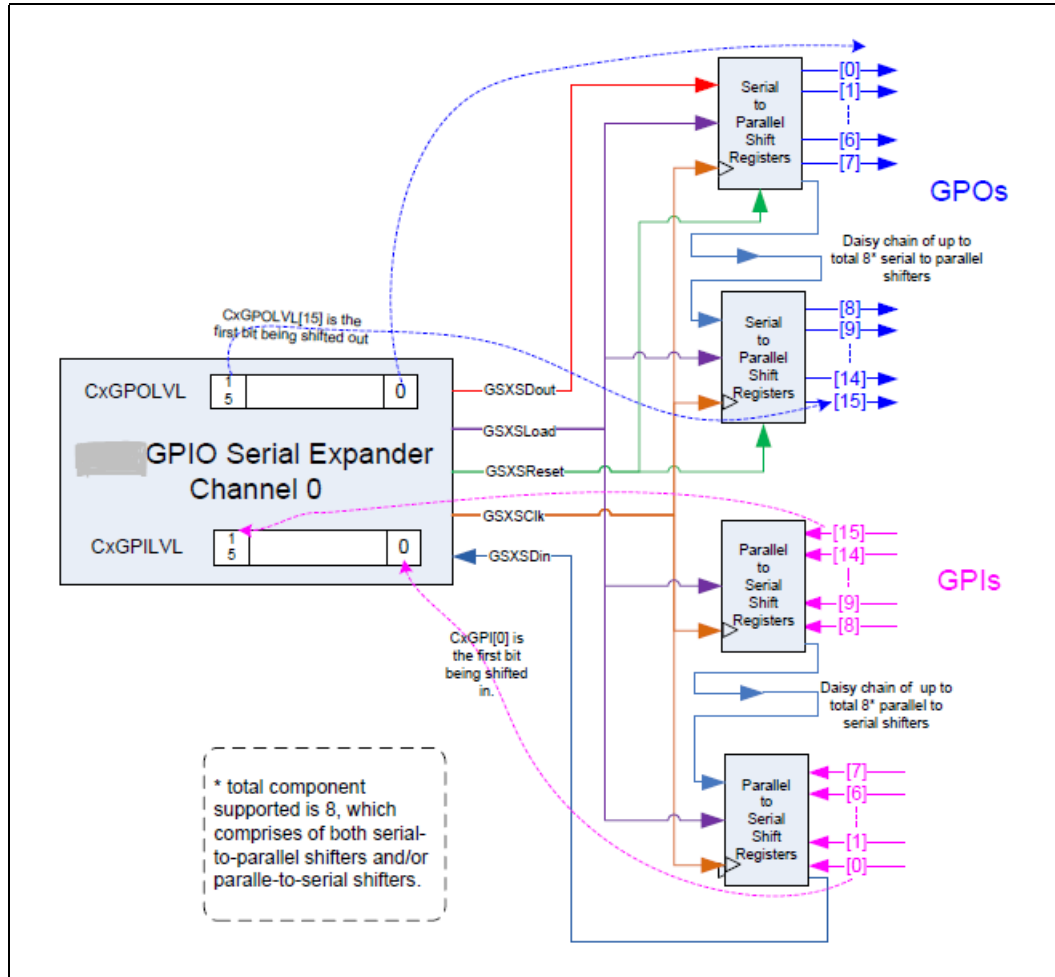 Serial
to
Parallel
Shift
Registers
[0]
[1]
[6]
[7]
GPOs
Daisy chain of up to
total 8* serial to parallel
shifters
CxGPOLVL[15] is the
first bit being shifted out
Serial
to
Parallel
Shift
Registers
[8]
[9]
[14]
[15]
CxGPOLVL
1
5
0
GSXSDout
GSXSLoad
GPIO Serial Expander
Channel 0
GSXSReset
GSXSClk
CxGPILVL
1
5
0
GSXSDin
Parallel
to
Serial
Shift
Registers
[15]
[14]
[9]
[8]
GPIs
CxGPI[0] is
the first bit
being shifted
in.
Daisy chain of up to
total 8* parallel to
serial shifters
Parallel
to
Serial
Shift
Registers
[7]
[6]
[1]
[0]
* total component
supported is 8, which
comprises of both serial-
to-parallel shifters and/or
paralle-to-serial shifters.